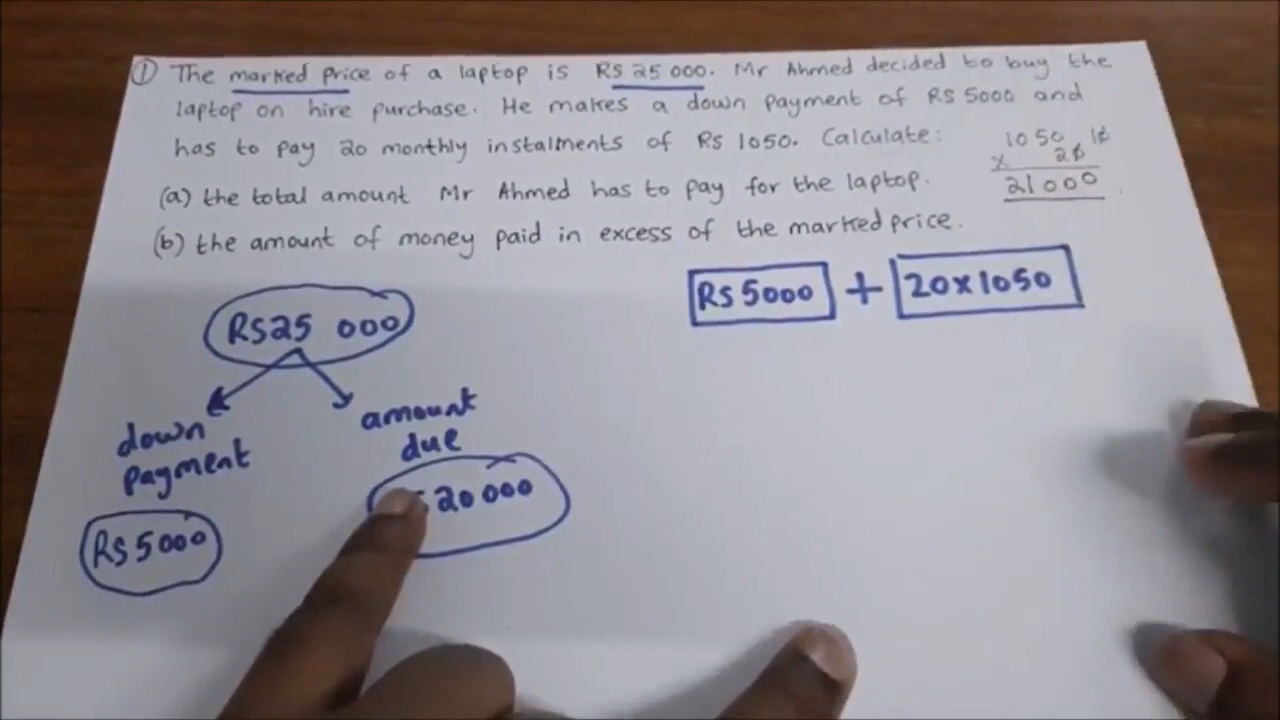 ① The marked price of a laptop is RS 25 000. Mr Ahmed decided to buy the
laptop on hire purchase. He makes a down payment of RS 5000 and
has to pay 20 monthly instalments of RS 1050. Calculate:
(a) the total amount Mr Ahmed has to pay for the laptop.
(b) the amount of money paid in excess of the marked price.
1050
x
21000
RS25 000
down
payment
RS 5000
amount
due
20 000
RS 5000 + 20x1050